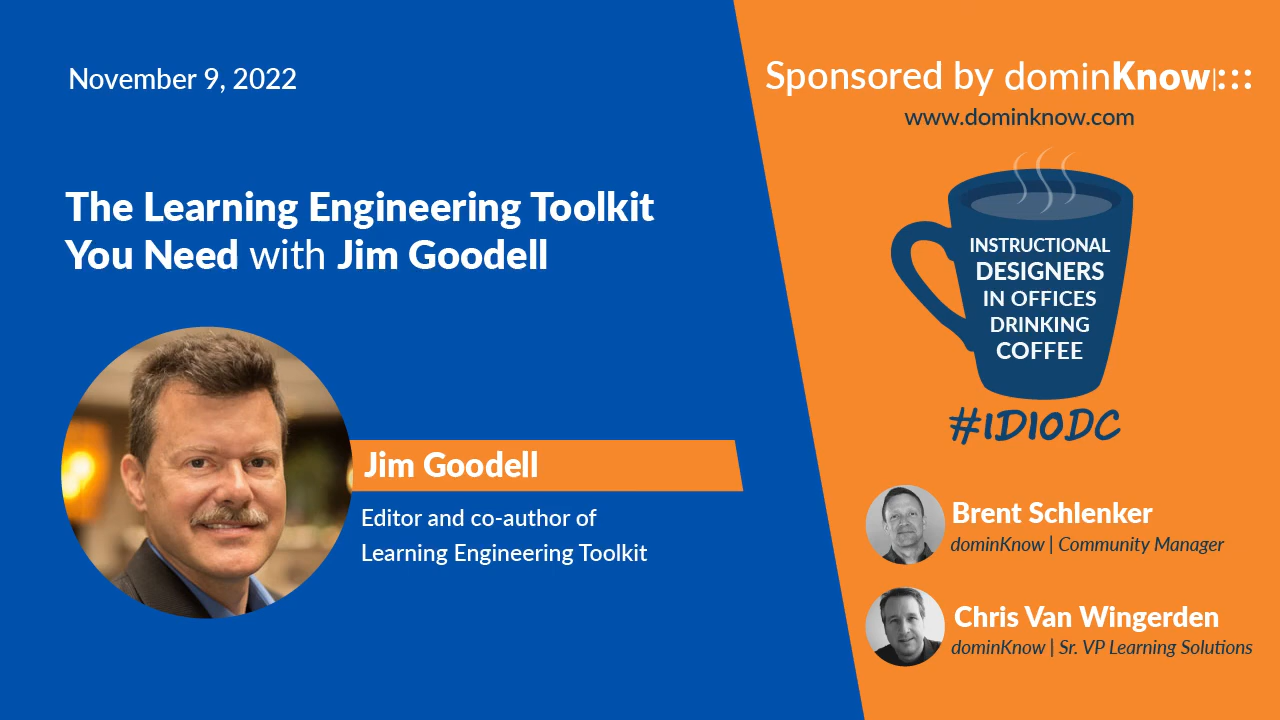 November 9, 2022
The Learning Engineering Toolkit
You Need with Jim Goodell
Jim Goodell
Editor and co-author of
Learning Engineering Toolkit
Sponsored by dominKnow|:::
www.dominknow.com
INSTRUCTIONAL
DESIGNERS
IN OFFICES
DRINKING
COFFEE
#IDIODC
Brent Schlenker
dominKnow | Community Manager
Chris Van Wingerden
dominKnow | Sr. VP Learning Solutions